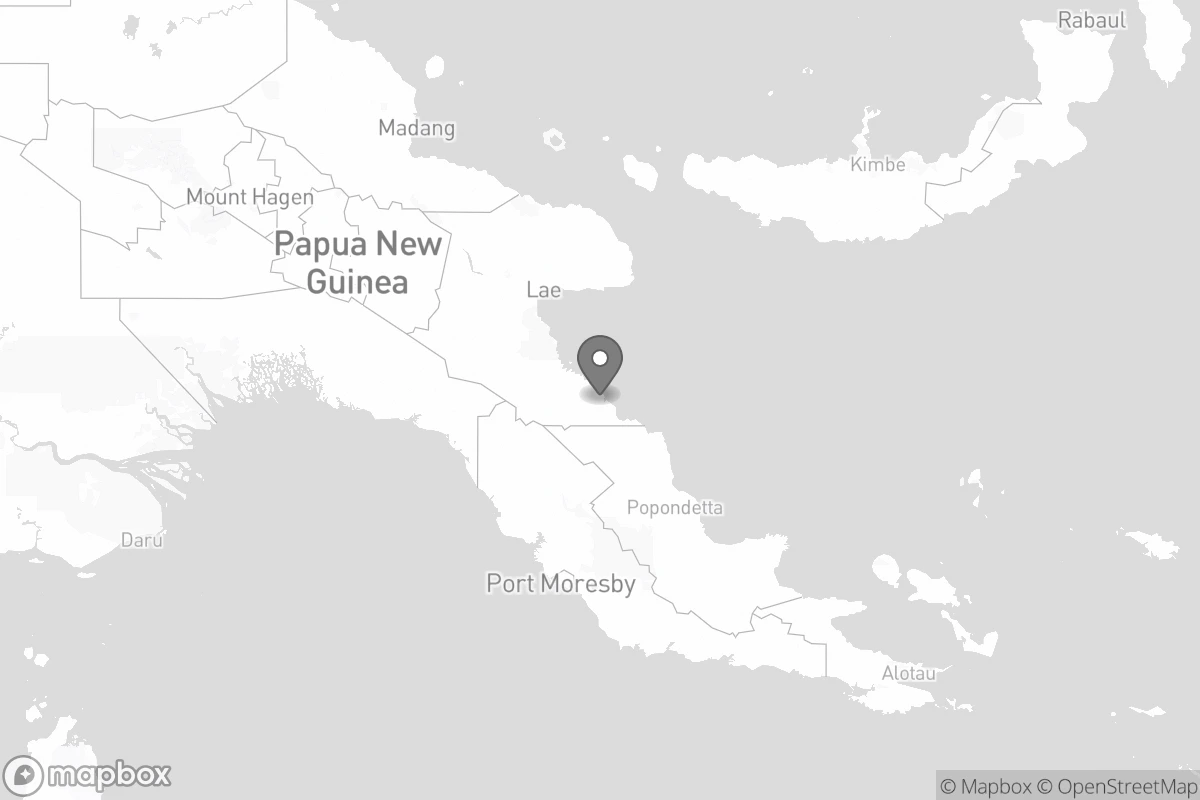 Rabaul
Madang
Kimbe
Mount Hagen
Papua New
Guinea
Lae
Popondetta
Daru
Port Moresby
Alotau
mapbox
© Mapbox © OpenStreetMap